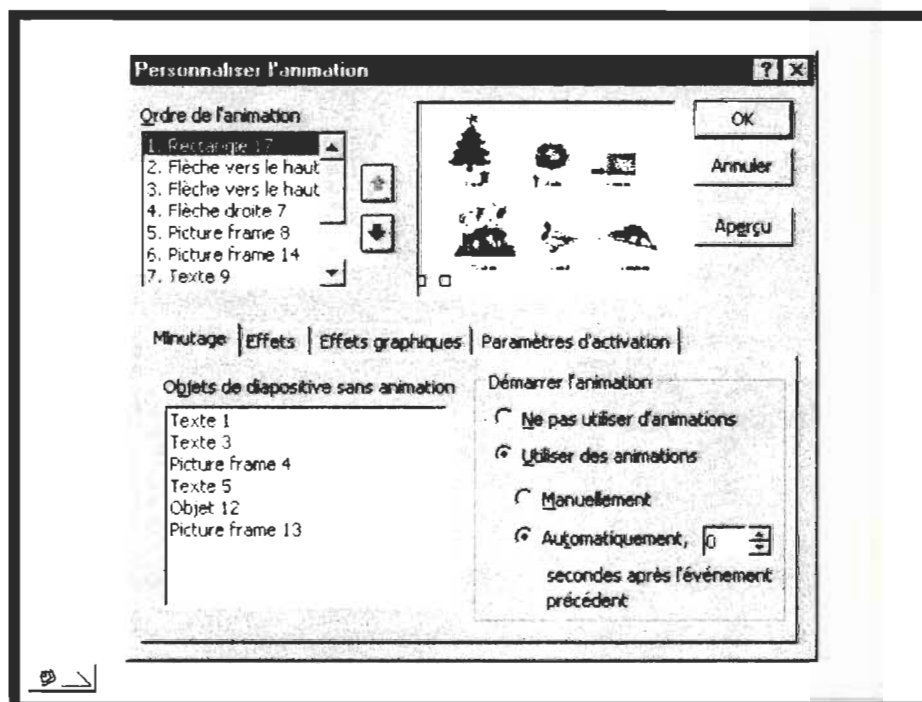 Personnaliser l'animation
Ordre de l'animation
1. Rectangle 17
2. Flèche vers le haut
3. Flèche vers le haut
4. Flèche droite 7
5. Picture frame 8
6. Picture frame 14
7. Texte 9
OK
Annuler
Aperçu
Minutage
Effets
Effets graphiques
Paramètres d'activation
Objets de diapositive sans animation
Texte 1
Texte 3
Picture frame 4
Texte 5
Objet 12
Picture frame 13
Démarrer l'animation
Ne pas utiliser d'animations
Utiliser des animations
Manuellement
Automatiquement, 0
secondes après l'événement
précédent